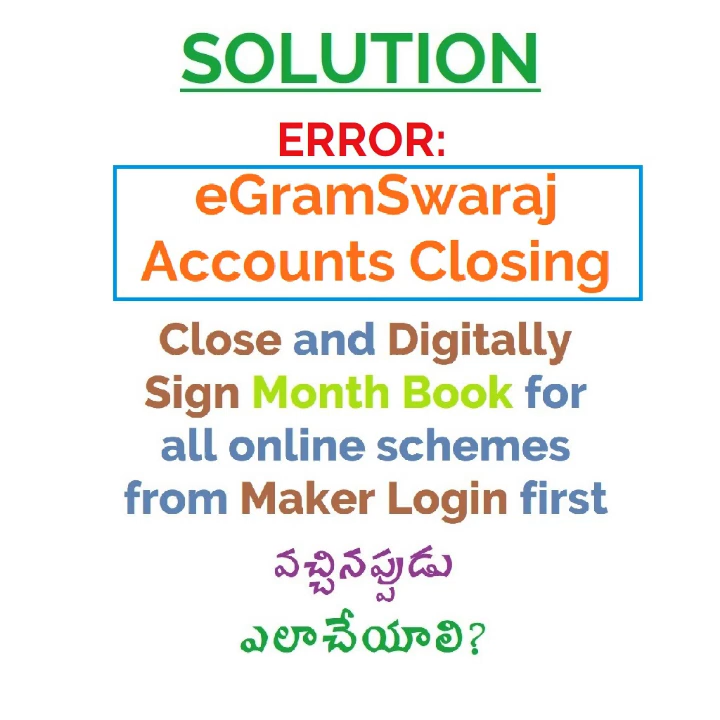 SOLUTION
ERROR:
eGramSwaraj
Accounts Closing
Close and Digitally
Sign Month Book for
all online schemes
from Maker Login first
వచ్చినప్పుడు
ఎలాచేయాలి?